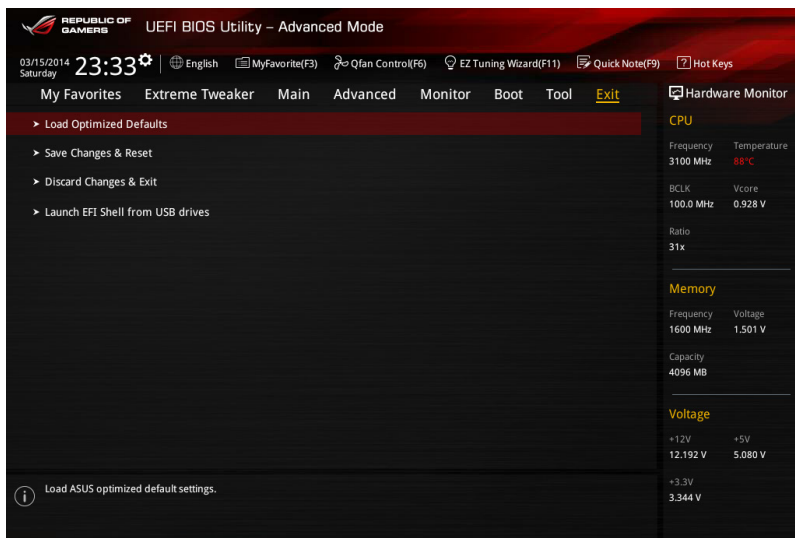 REPUBLIC OF
GAMERS
UEFI BIOS Utility – Advanced Mode
03/15/2014
Saturday
23:33
English
MyFavorite(F3)
Qfan Control(F6)
EZ Tuning Wizard(F11)
Quick Note(F9)
? Hot Keys
My Favorites Extreme Tweaker Main Advanced Monitor Boot Tool Exit
Hardware Monitor
> Load Optimized Defaults
> Save Changes & Reset
> Discard Changes & Exit
> Launch EFI Shell from USB drives
CPU
Frequency Temperature
3100 MHz 88°C
BCLK Vcore
100.0 MHz 0.928 V
Ratio
31x
Memory
Frequency Voltage
1600 MHz 1.501 V
Capacity
4096 MB
Voltage
+12V +5V
12.192 V 5.080 V
+3.3V
3.344 V
i Load ASUS optimized default settings.